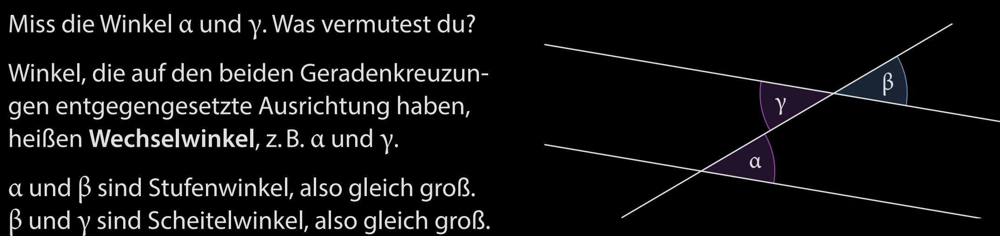 Miss die Winkel α und γ. Was vermutest du?
Winkel, die auf den beiden Geradenkreuzun-
gen entgegengesetzte Ausrichtung haben,
heißen Wechselwinkel, z. B. α und γ.
α und β sind Stufenwinkel, also gleich groß.
β und γ sind Scheitelwinkel, also gleich groß.
β
γ
α